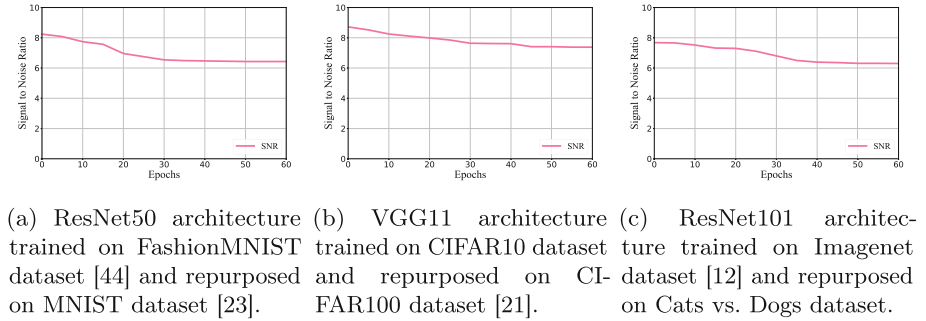 10
8
6
4
2
0
Signal to Noise Ratio
SNR
0 10 20 30 40 50 60
Epochs
10
8
6
4
2
0
Signal to Noise Ratio
SNR
0 10 20 30 40 50 60
Epochs
10
8
6
4
2
0
Signal to Noise Ratio
SNR
0 10 20 30 40 50 60
Epochs
(a) ResNet50 architecture
trained on FashionMNIST
dataset [44] and repurposed
on MNIST dataset [23].
(b) VGG11 architecture
trained on CIFAR10 dataset
and repurposed on CI-
FAR100 dataset [21].
(c) ResNet101 architec-
ture trained on Imagenet
dataset [12] and repurposed
on Cats vs. Dogs dataset.